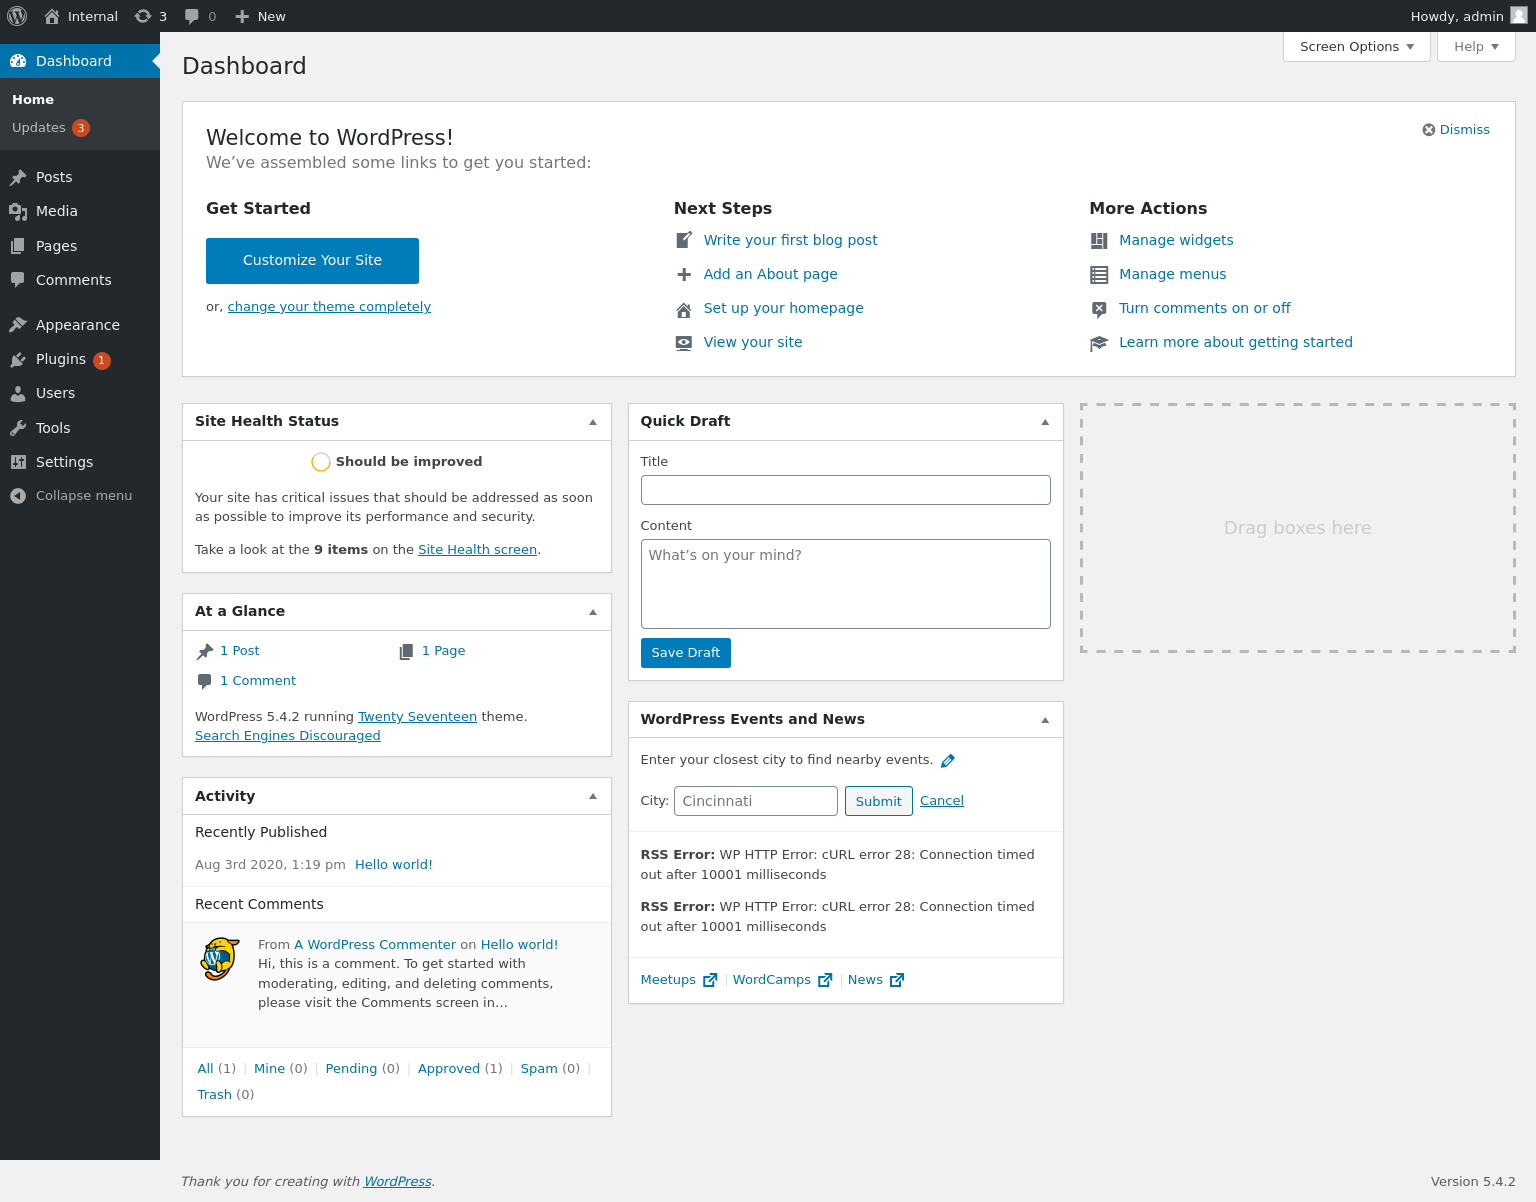 Internal 3 0 New Howdy, admin
Dashboard
Home
Updates 3
Posts
Media
Pages
Comments
Appearance
Plugins 1
Users
Tools
Settings
Collapse menu
Screen Options Help
Dashboard
Welcome to WordPress!
Dismiss
We’ve assembled some links to get you started:
Get Started
Customize Your Site
or, change your theme completely
Next Steps
Write your first blog post
Add an About page
Set up your homepage
View your site
More Actions
Manage widgets
Manage menus
Turn comments on or off
Learn more about getting started
Site Health Status
Should be improved
Your site has critical issues that should be addressed as soon
as possible to improve its performance and security.
Take a look at the 9 items on the Site Health screen.
At a Glance
1 Post 1 Page
1 Comment
WordPress 5.4.2 running Twenty Seventeen theme.
Search Engines Discouraged
Activity
Recently Published
Aug 3rd 2020, 1:19 pm Hello world!
Recent Comments
From A WordPress Commenter on Hello world!
Hi, this is a comment. To get started with
moderating, editing, and deleting comments,
please visit the Comments screen in…
All (1) | Mine (0) | Pending (0) | Approved (1) | Spam (0) |
Trash (0)
Quick Draft
Title
Content
What’s on your mind?
Save Draft
WordPress Events and News
Enter your closest city to find nearby events.
City: Cincinnati Submit Cancel
RSS Error: WP HTTP Error: cURL error 28: Connection timed
out after 10001 milliseconds
RSS Error: WP HTTP Error: cURL error 28: Connection timed
out after 10001 milliseconds
Meetups | WordCamps | News
Drag boxes here
Thank you for creating with WordPress.
Version 5.4.2